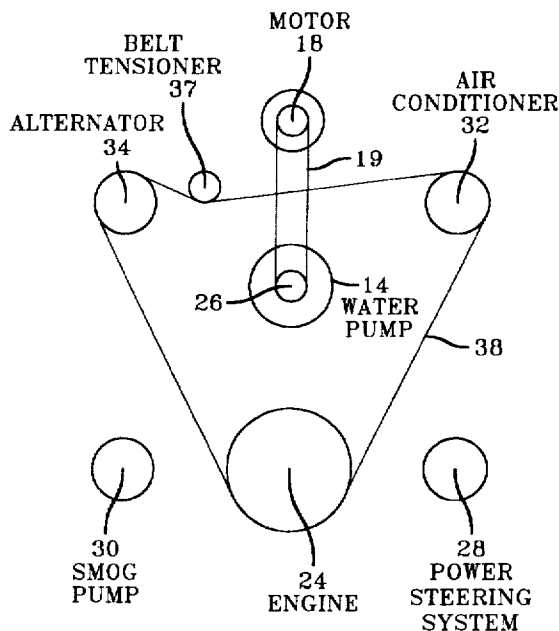 MOTOR
18
BELT
TENSIONER
37
AIR
CONDITIONER
32
ALTERNATOR
34
19
26
14
WATER
PUMP
38
30
SMOG
PUMP
24
ENGINE
28
POWER
STEERING
SYSTEM